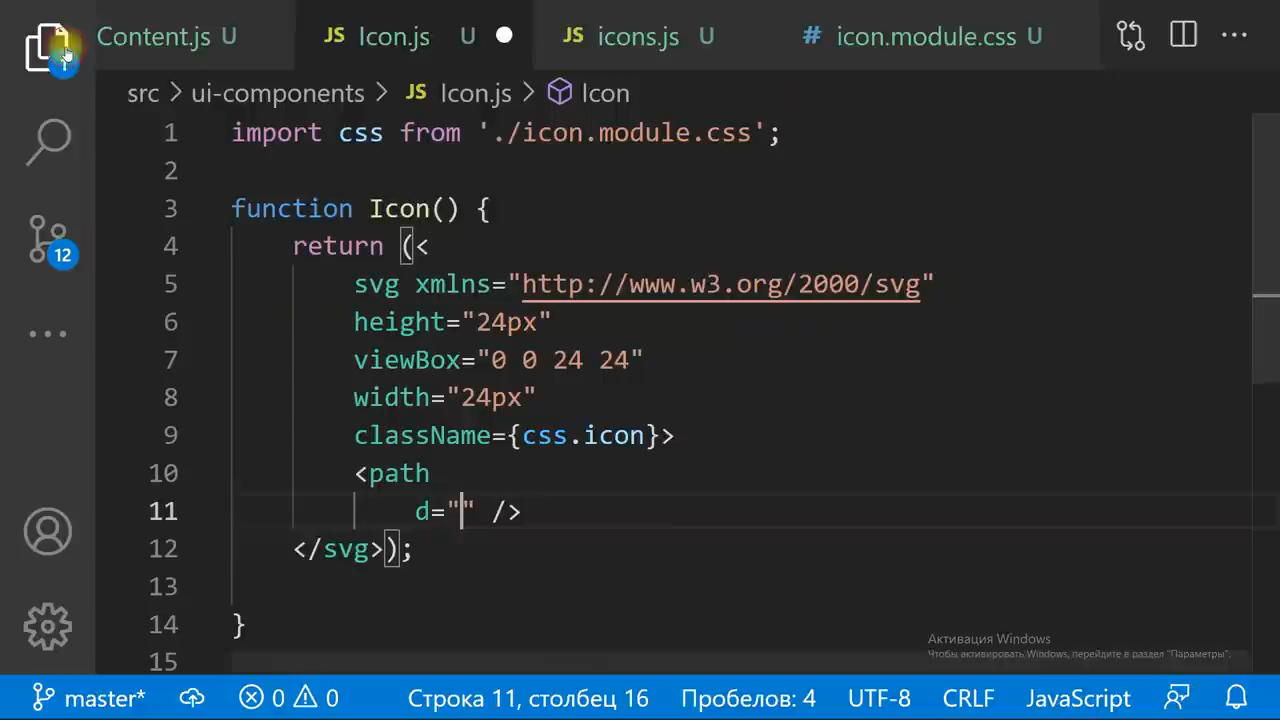 Content.js U
JS Icon.js U
JS icons.js U
# icon.module.css U
src > ui-components > JS Icon.js > Icon
1 import css from './icon.module.css';
2
3 function Icon() {
4 return (<
5 svg xmlns="http://www.w3.org/2000/svg"
6 height="24px"
7 viewBox="0 0 24 24"
8 width="24px"
9 className={css.icon}>
10 <path
11 d="" />
12 </svg>);
13
14 }
15
12
Активация Windows
Чтобы активировать Windows, перейдите в раздел "Параметры".
master* 0 0 Строка 11, столбец 16 Пробелов: 4 UTF-8 CRLF JavaScript